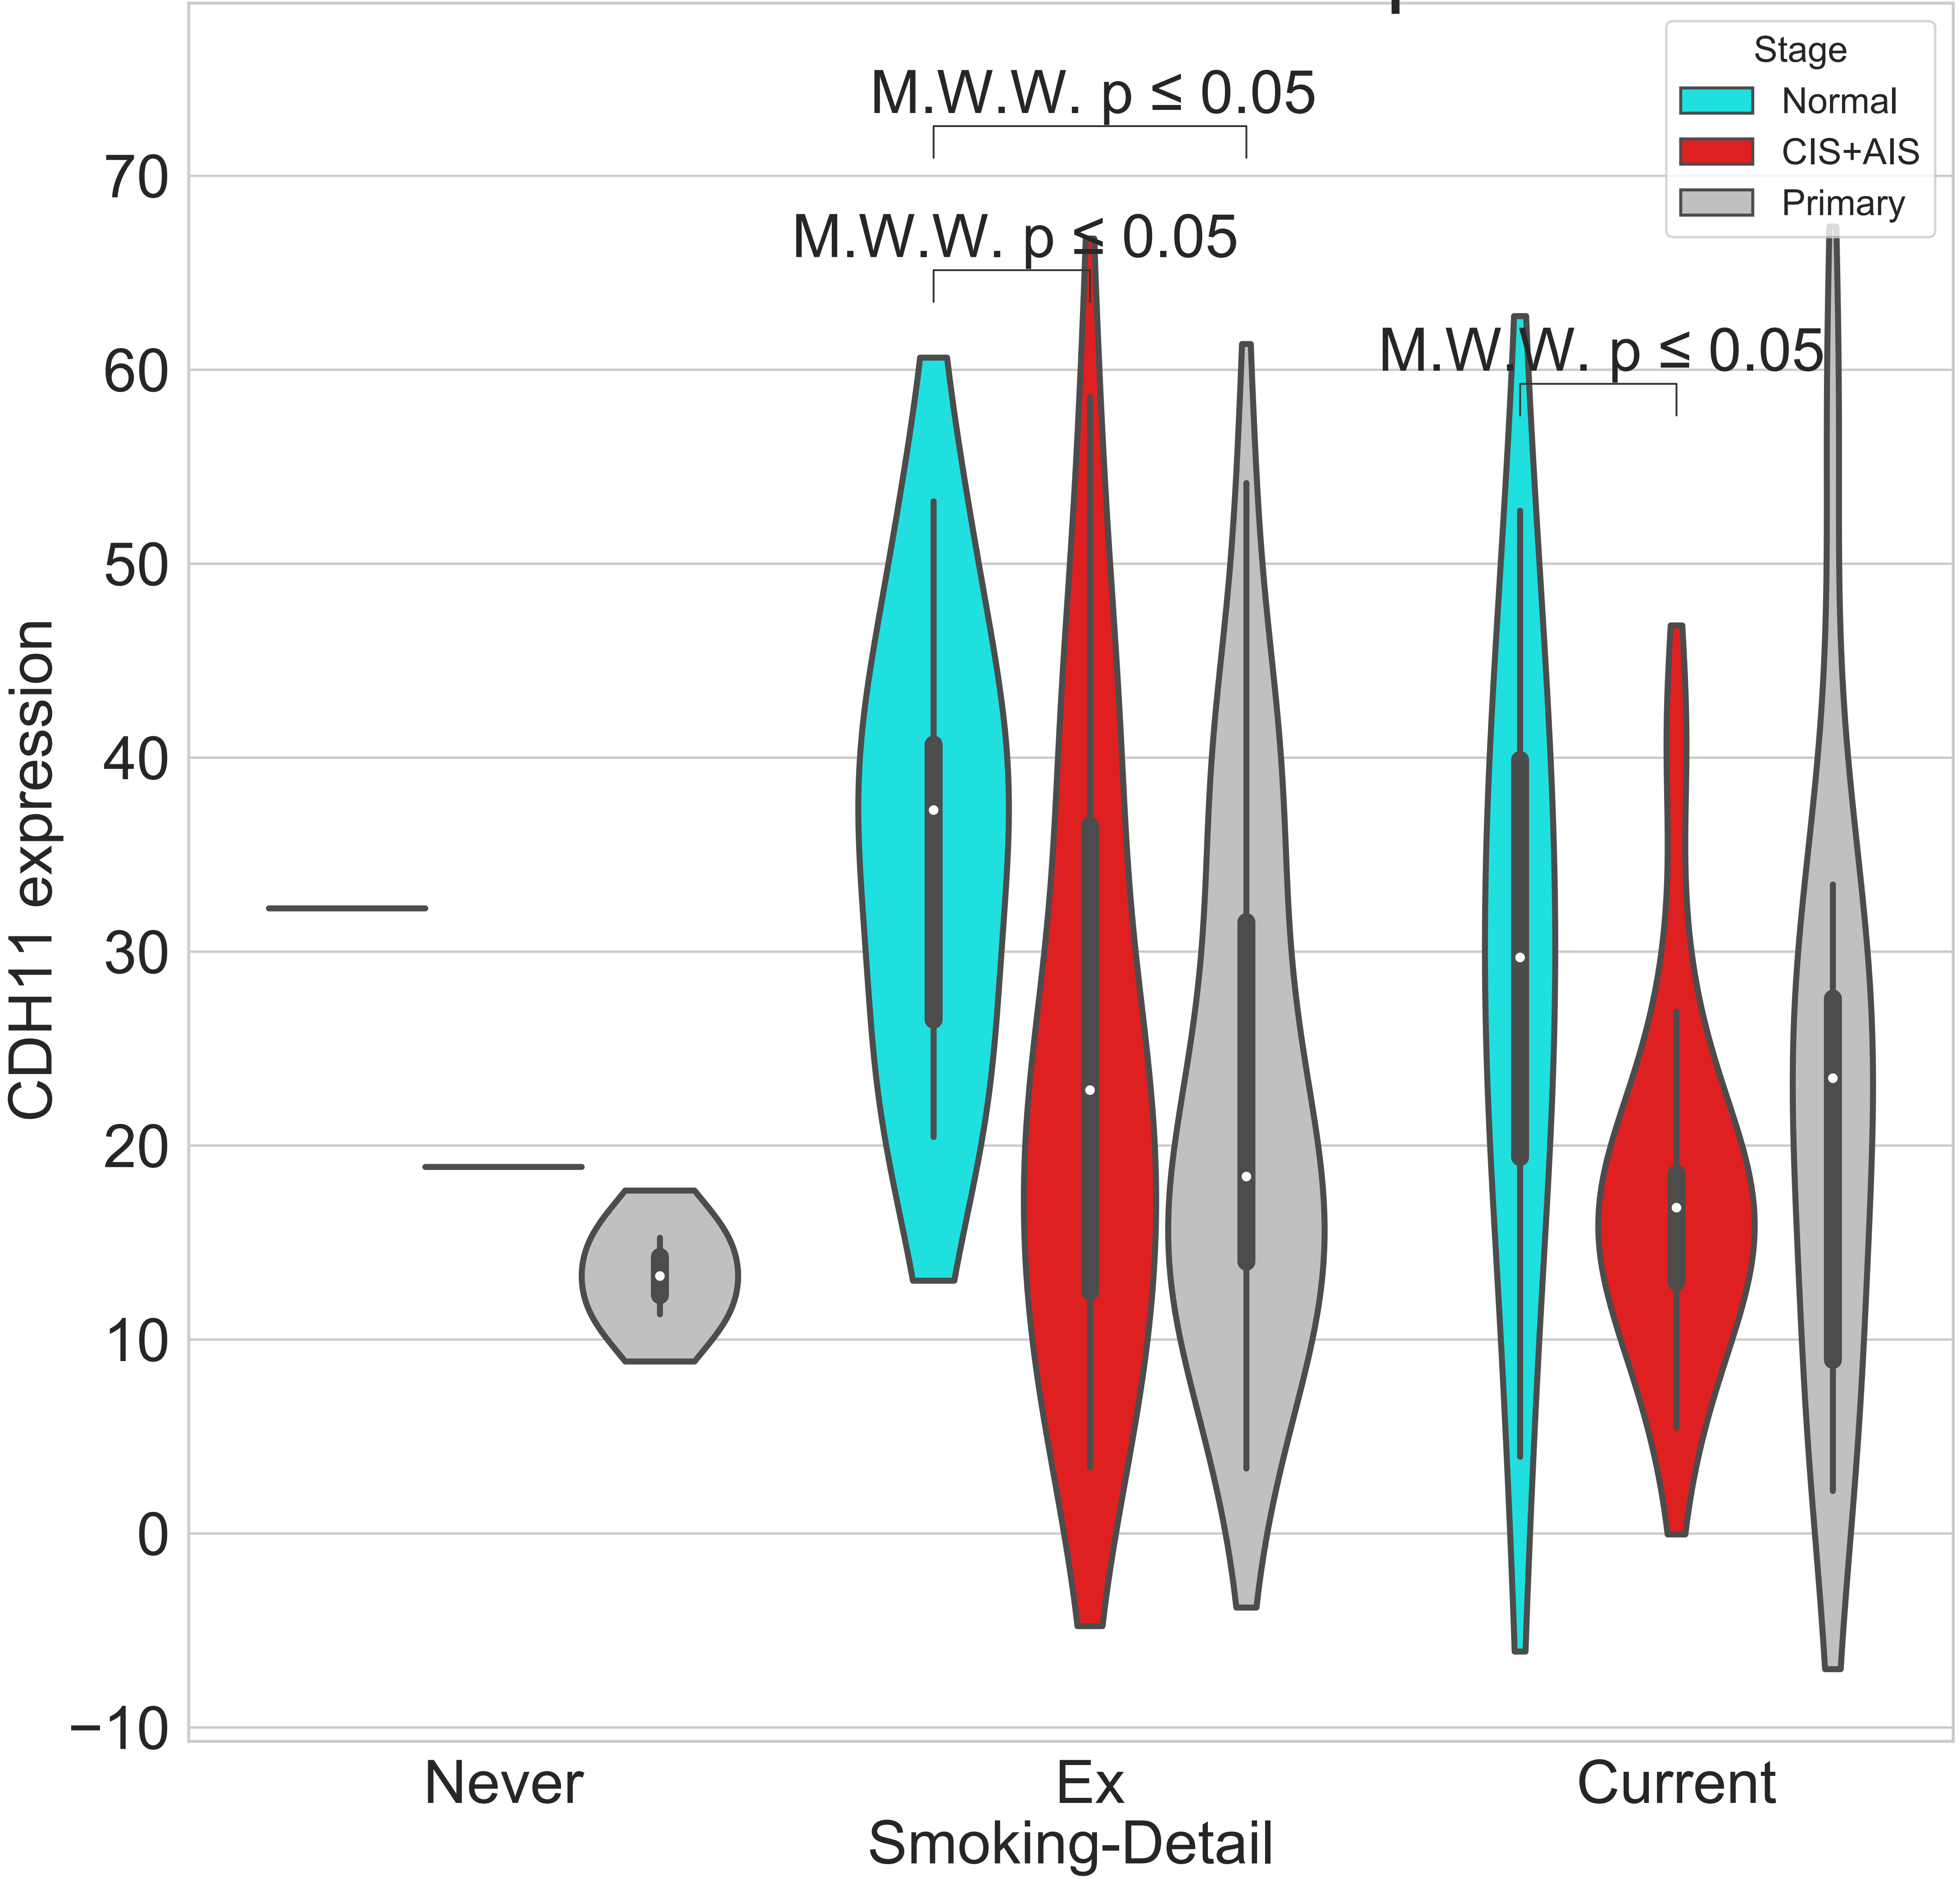 Stage
Normal
CIS+AIS
Primary
M.W.W. p ≤ 0.05
M.W.W. p ≤ 0.05
M.W.W. p ≤ 0.05
CDH11 expression
70
60
50
40
30
20
10
0
−10
Never
Ex
Current
Smoking-Detail